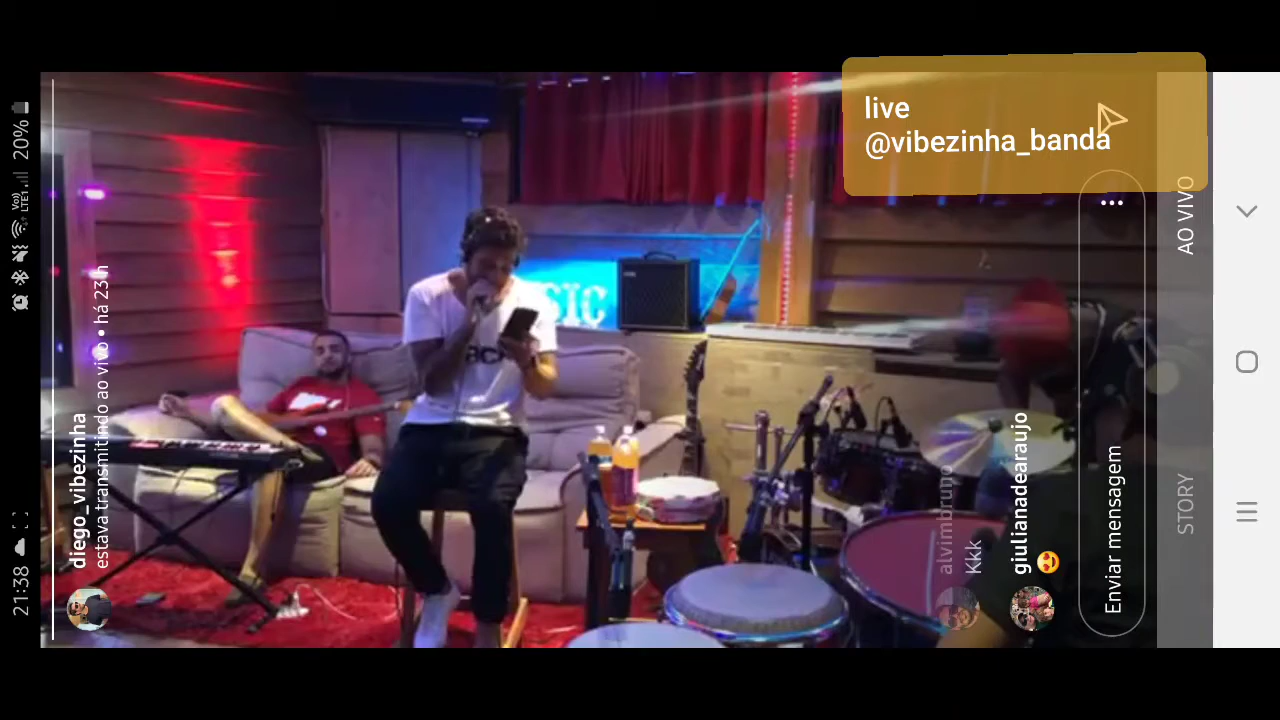 live
@vibezinha_banda
21:38
20%
diego_vibezinha
estava transmitindo ao vivo • há 23h
alvimbruno
Kkk
giulianadearaujo
😍
Enviar mensagem
STORY
AO VIVO